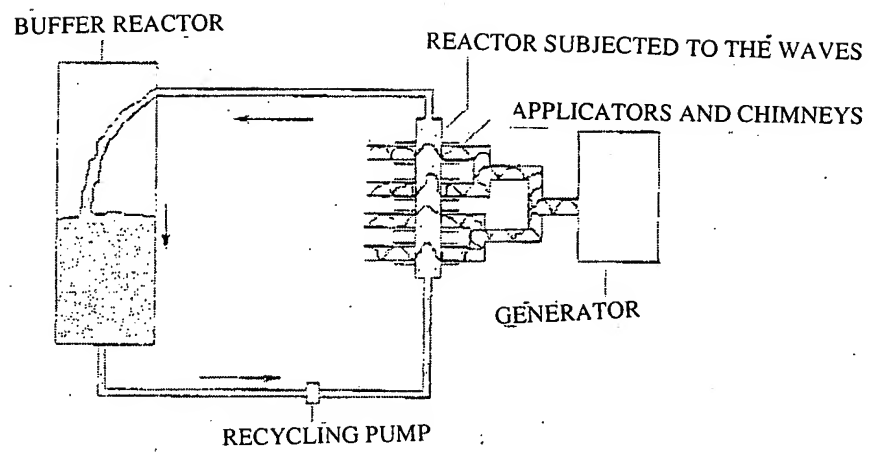 BUFFER REACTOR
REACTOR SUBJECTED TO THE WAVES
APPLICATORS AND CHIMNEYS
GENERATOR
RECYCLING PUMP